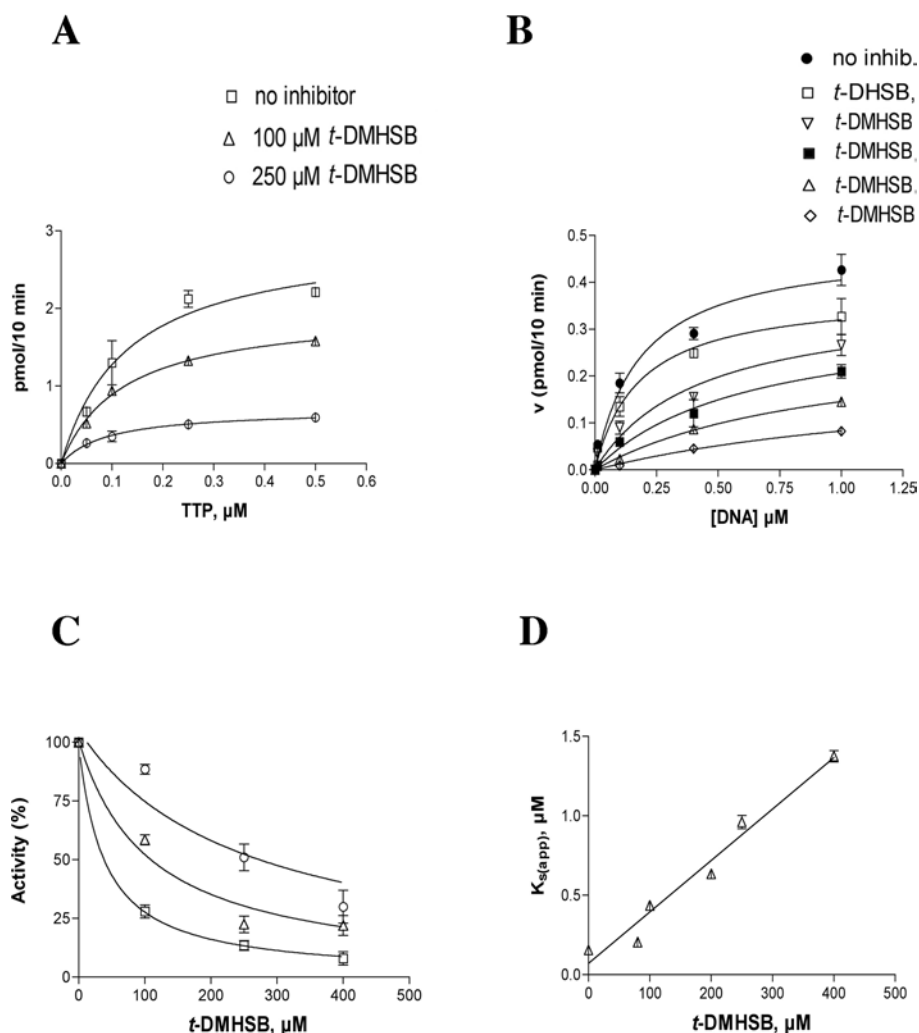 A
no inhibitor
100 µM t-DMHSB
250 µM t-DMHSB
pmol/10 min
3
2
1
0
0.0 0.1 0.2 0.3 0.4 0.5 0.6
TTP, µM
B
no inhib.
t-DHSB,
t-DMHSB
t-DMHSB,
t-DMHSB,
t-DMHSB
v (pmol/10 min)
0.5
0.4
0.3
0.2
0.1
0.0
0.00 0.25 0.50 0.75 1.00 1.25
[DNA] µM
C
Activity (%)
100
75
50
25
0
0 100 200 300 400 500
t-DMHSB, µM
D
Ks(app), µM
1.5
1.0
0.5
0.0
0 100 200 300 400 500
t-DMHSB, µM